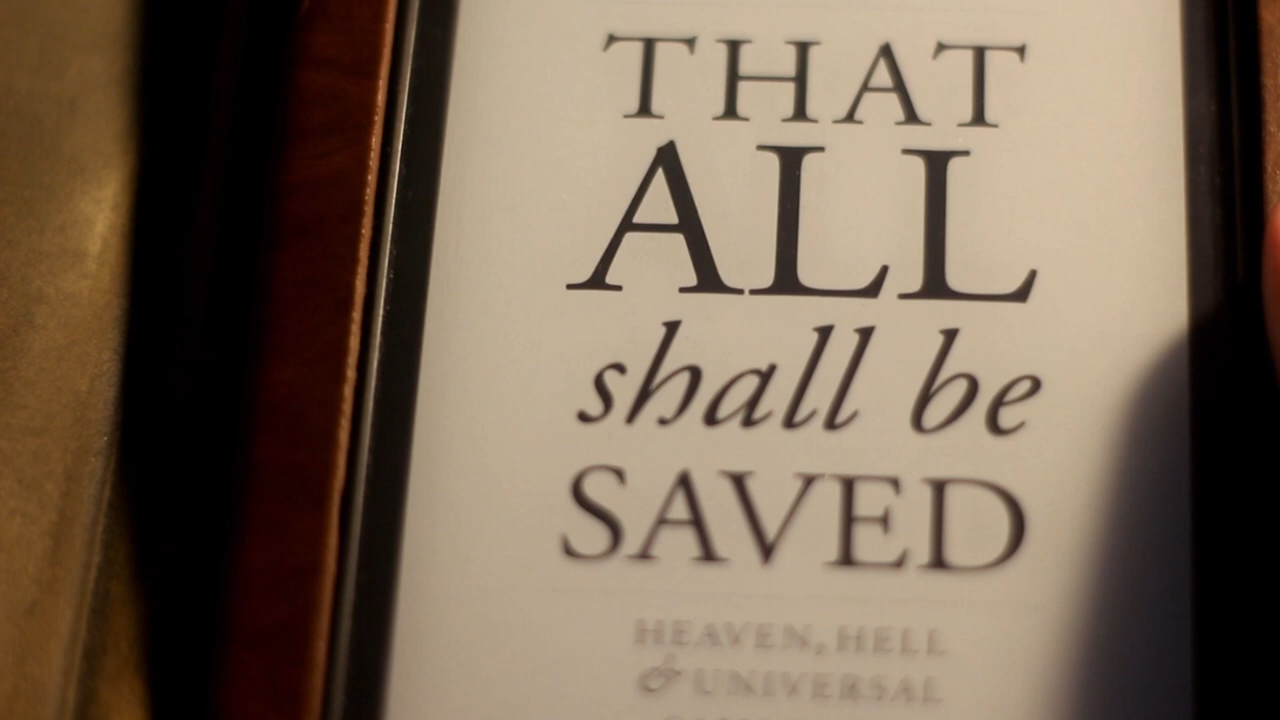 THAT
ALL
shall be
SAVED
HEAVEN, HELL
& UNIVERSAL